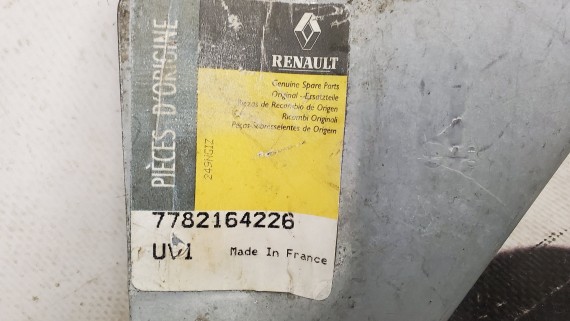 PIÈCES D'ORIGINE
RENAULT
Genuine Spare Parts
Original-Ersatzteile
Piezas de Recambio de Origen
Ricambi Originali
Peças Sobresselentes de Origem
7782164226
Made In France